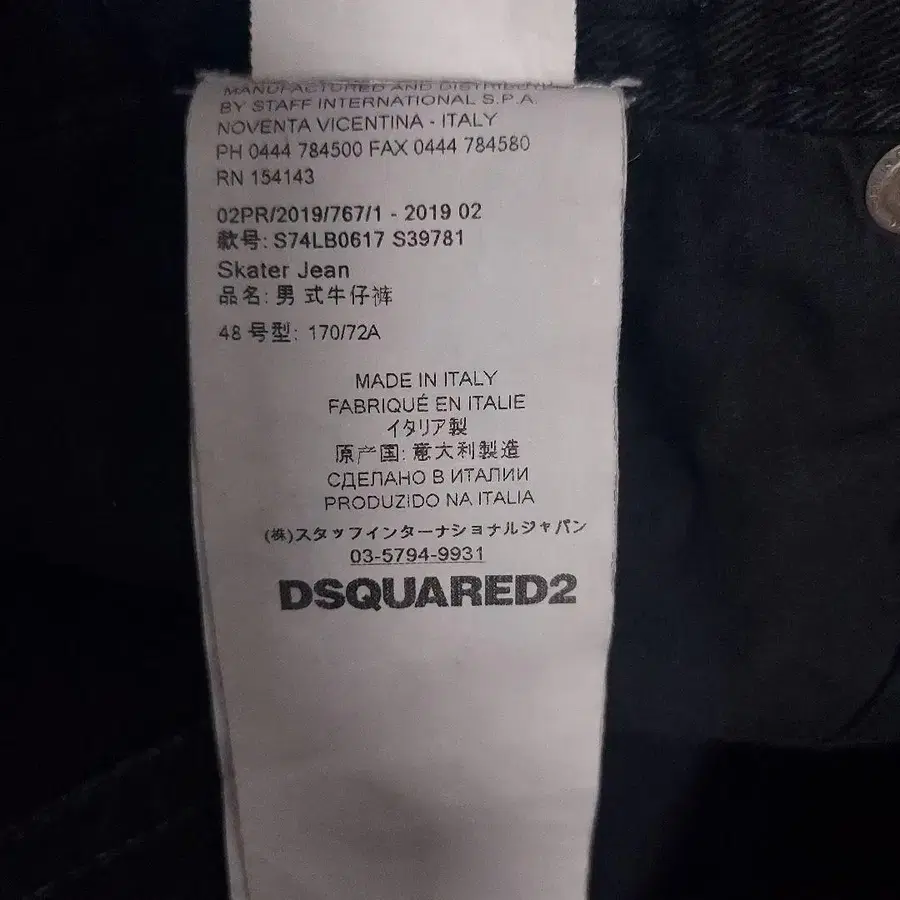 MANUFACTURED AND DISTRIBUTED
BY STAFF INTERNATIONAL S.P.A.
NOVENTA VICENTINA - ITALY
PH 0444 784500 FAX 0444 784580
RN 154143
02PR/2019/767/1 - 2019 02
款号: S74LB0617 S39781
Skater Jean
品名: 男 式牛仔裤
48 号型: 170/72A
MADE IN ITALY
FABRIQUÉ EN ITALIE
イタリア製
原产国: 意大利製造
СДЕЛАНО В ИТАЛИИ
PRODUZIDO NA ITALIA
(株)スタッフインターナショナルジャパン
03-5794-9931
DSQUARED2